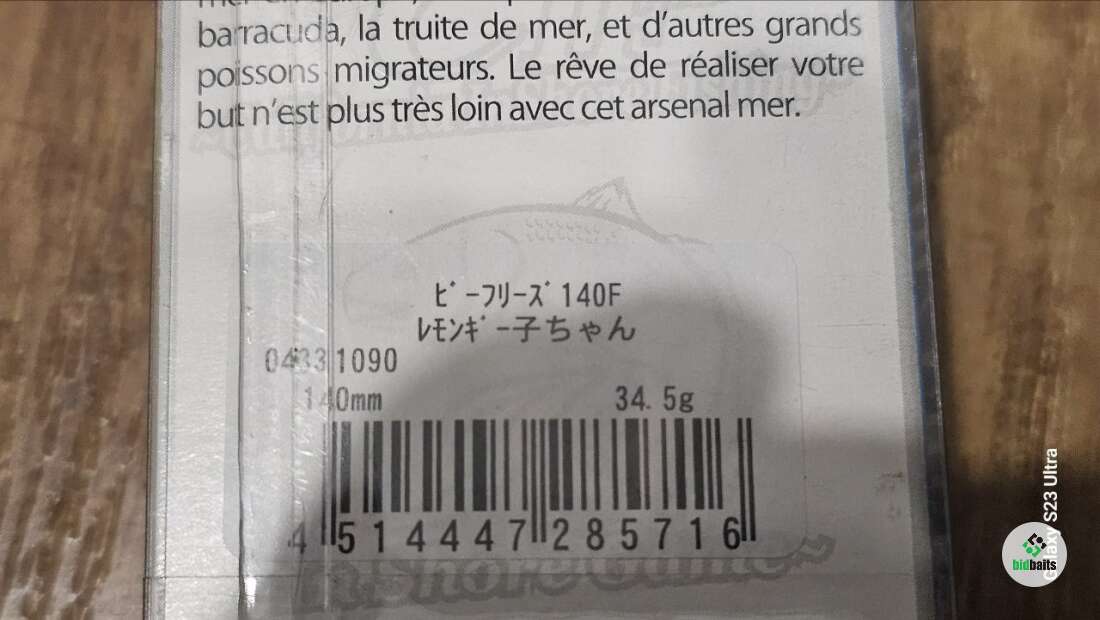 barracuda, la truite de mer, et d'autres grands
poissons migrateurs. Le rêve de réaliser votre
but n'est plus très loin avec cet arsenal mer.
ﾋﾞｰﾌﾘｰｽﾞ 140F
ﾚﾓﾝｷﾞｰ子ちゃん
04331090
140mm 34.5g
4 514447 285716
Galaxy S23 Ultra
bidbaits